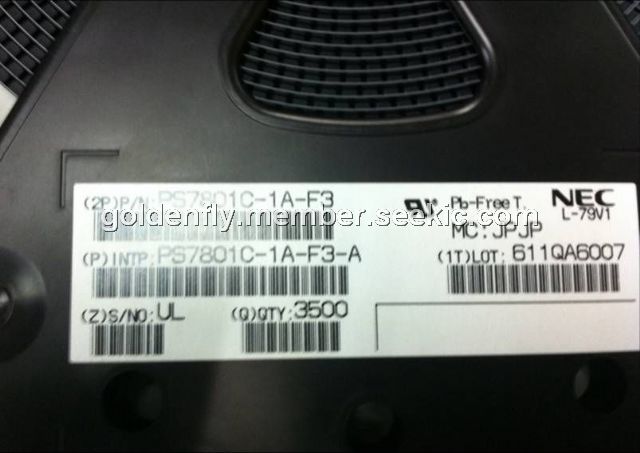 (2P)P/N: PS7801C-1A-F3
Pb-Free T.
NEC
L-79V1
goldenfly.member.seekic.com
MC:JPJP
(P)INTP: PS7801C-1A-F3-A
(1T)LOT: 611QA6007
(Z)S/NO: UL
(Q)QTY: 3500